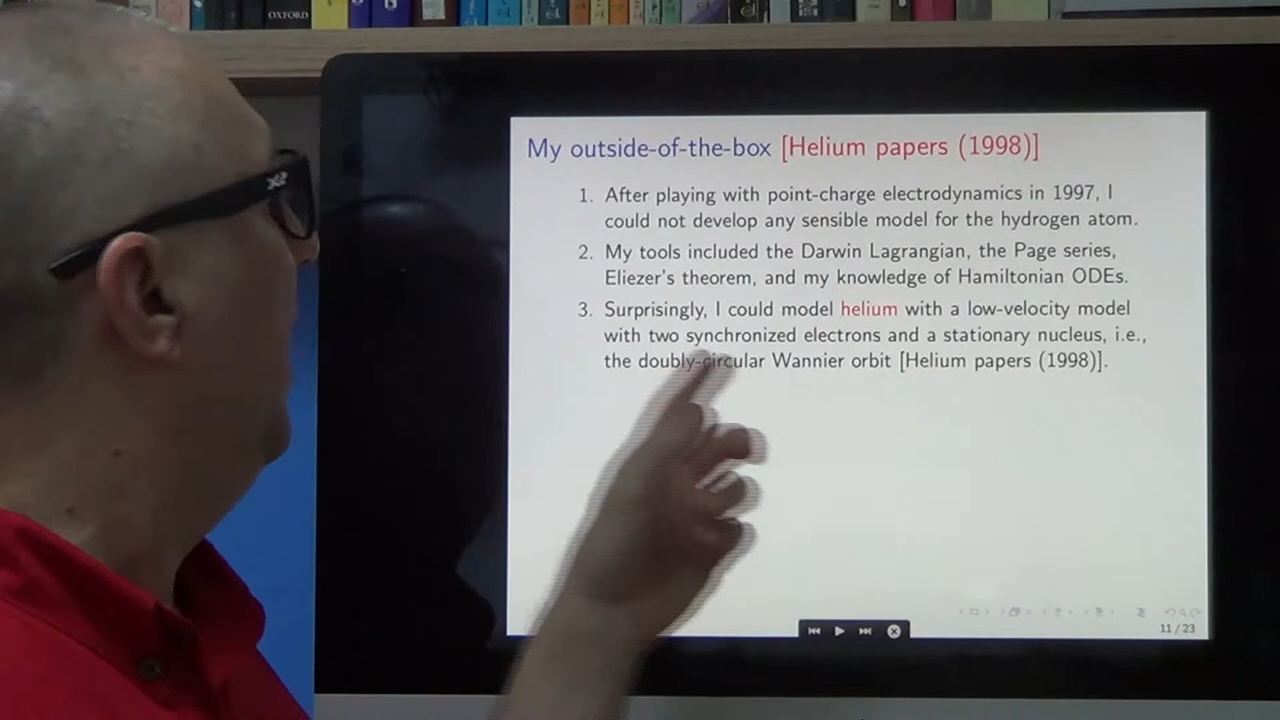 OXFORD
My outside-of-the-box [Helium papers (1998)]
1. After playing with point-charge electrodynamics in 1997, I
could not develop any sensible model for the hydrogen atom.
2. My tools included the Darwin Lagrangian, the Page series,
Eliezer's theorem, and my knowledge of Hamiltonian ODEs.
3. Surprisingly, I could model helium with a low-velocity model
with two synchronized electrons and a stationary nucleus, i.e.,
the doubly-circular Wannier orbit [Helium papers (1998)].
11/23